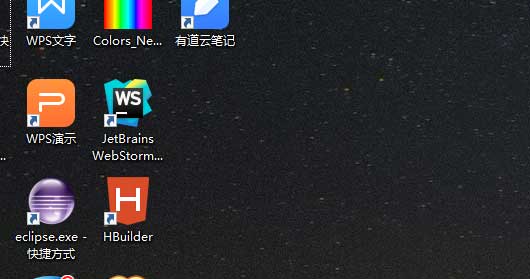 快
WPS文字
Colors_Ne...
有道云笔记
W
P
WS
WPS演示
JetBrains
WebStorm...
...
H
eclipse.exe -
快捷方式
HBuilder